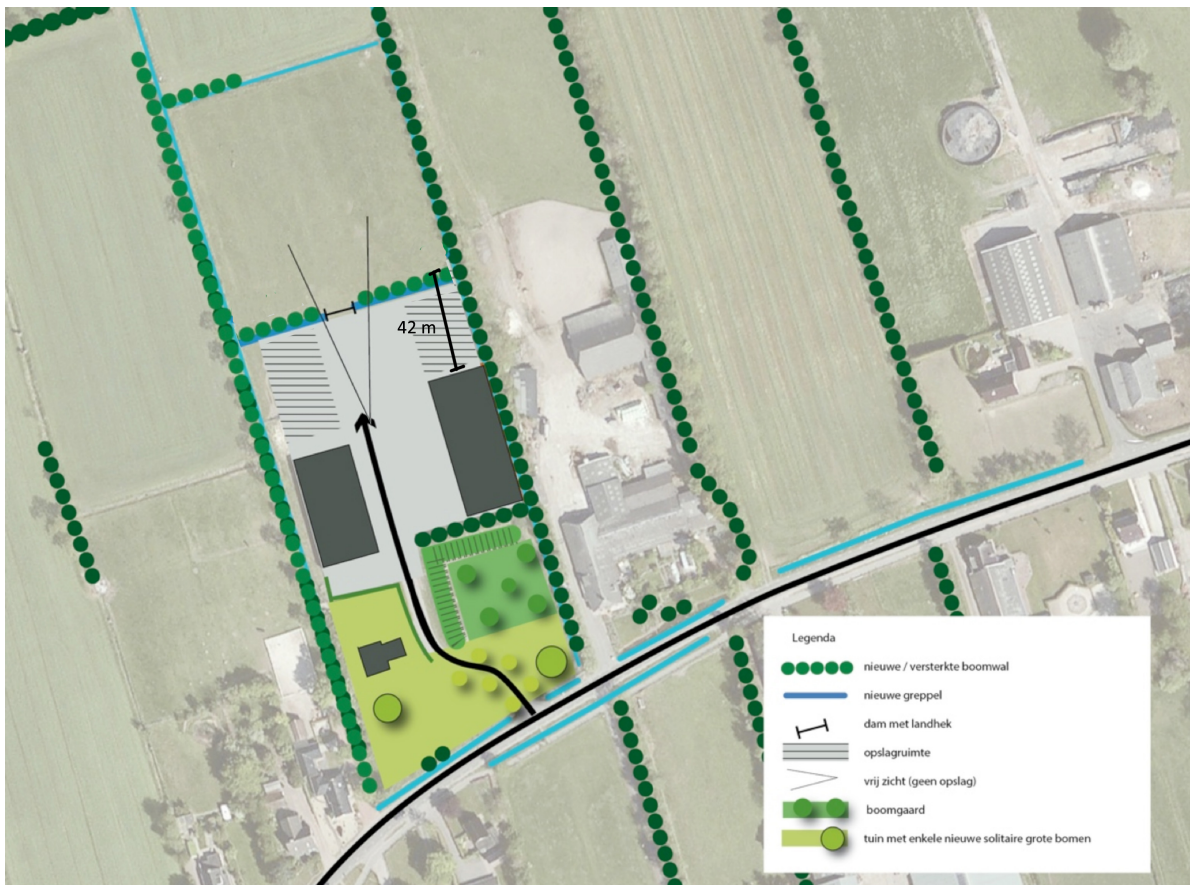 42 m
Legenda
nieuwe / versterkte boomwal
nieuwe greppel
dam met landhek
opslagruimte
vrij zicht (geen opslag)
boomgaard
tuin met enkele nieuwe solitaire grote bomen